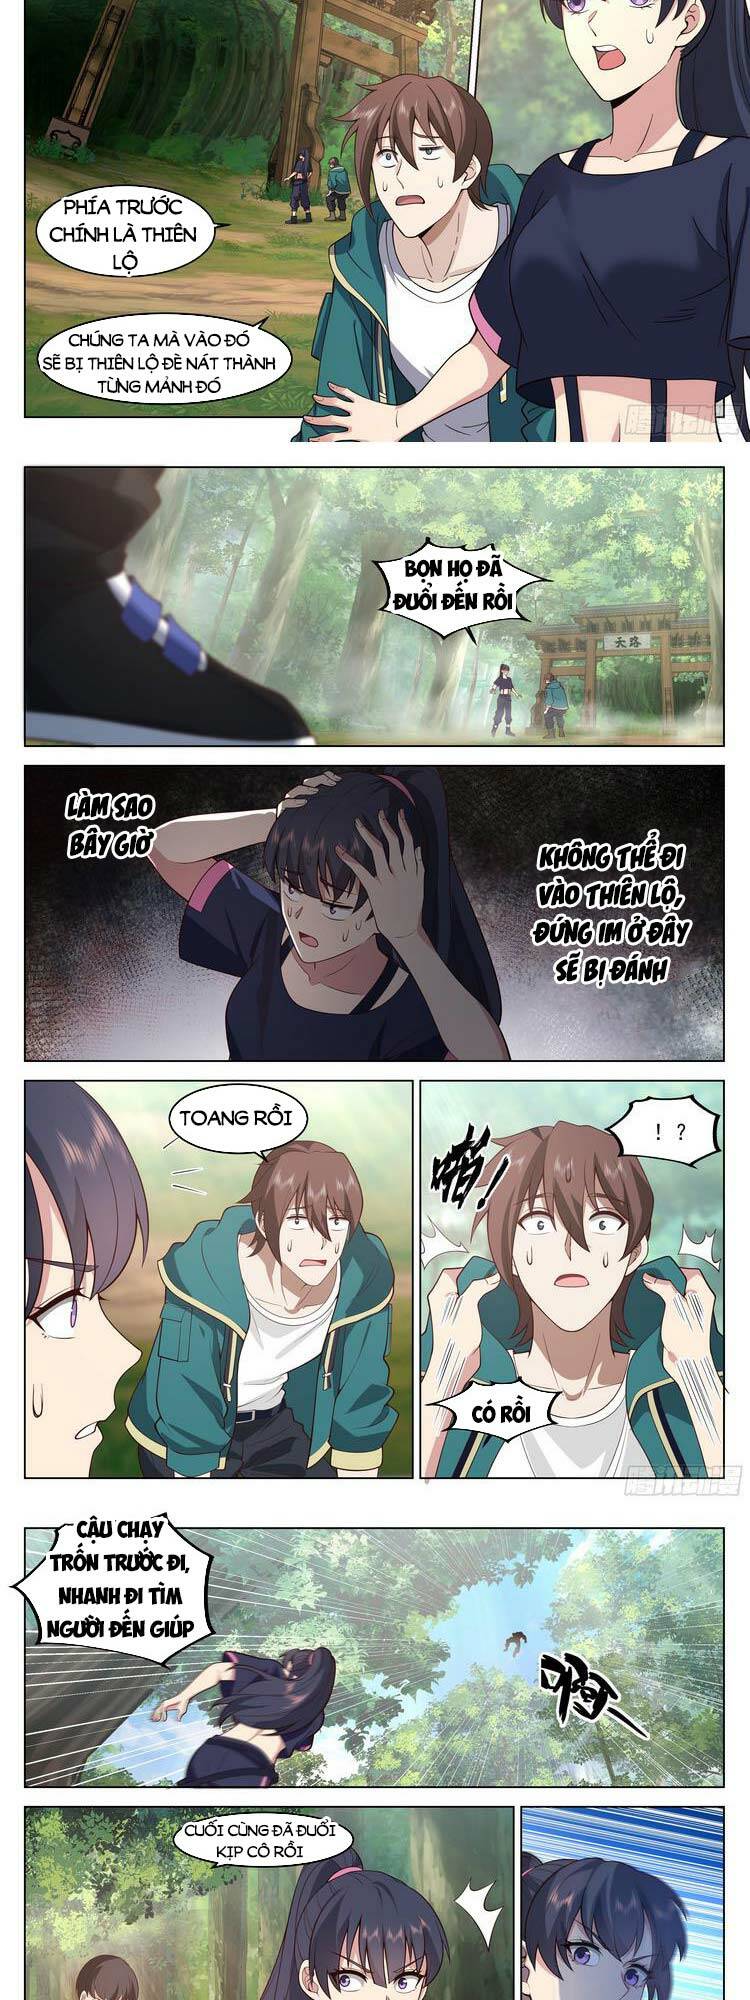 PHÍA TRƯỚC
CHÍNH LÀ THIÊN
LỘ
CHÚNG TA MÀ VÀO ĐÓ
SẼ BỊ THIÊN LỘ ĐÈ NÁT THÀNH
TỪNG MẢNH ĐÓ
BỌN HỌ ĐÃ
ĐUỔI ĐẾN RỒI
天路
LÀM SAO
BÂY GIỜ
KHÔNG THỂ ĐI
VÀO THIÊN LỘ,
ĐỨNG IM Ở ĐÂY
SẼ BỊ ĐÁNH
TOANG RỒI
!?
CÓ RỒI
CẬU CHẠY
TRỐN TRƯỚC ĐI,
NHANH ĐI TÌM
NGƯỜI ĐẾN GIÚP
CUỐI CÙNG ĐÃ ĐUỔI
KỊP CÔ RỒI